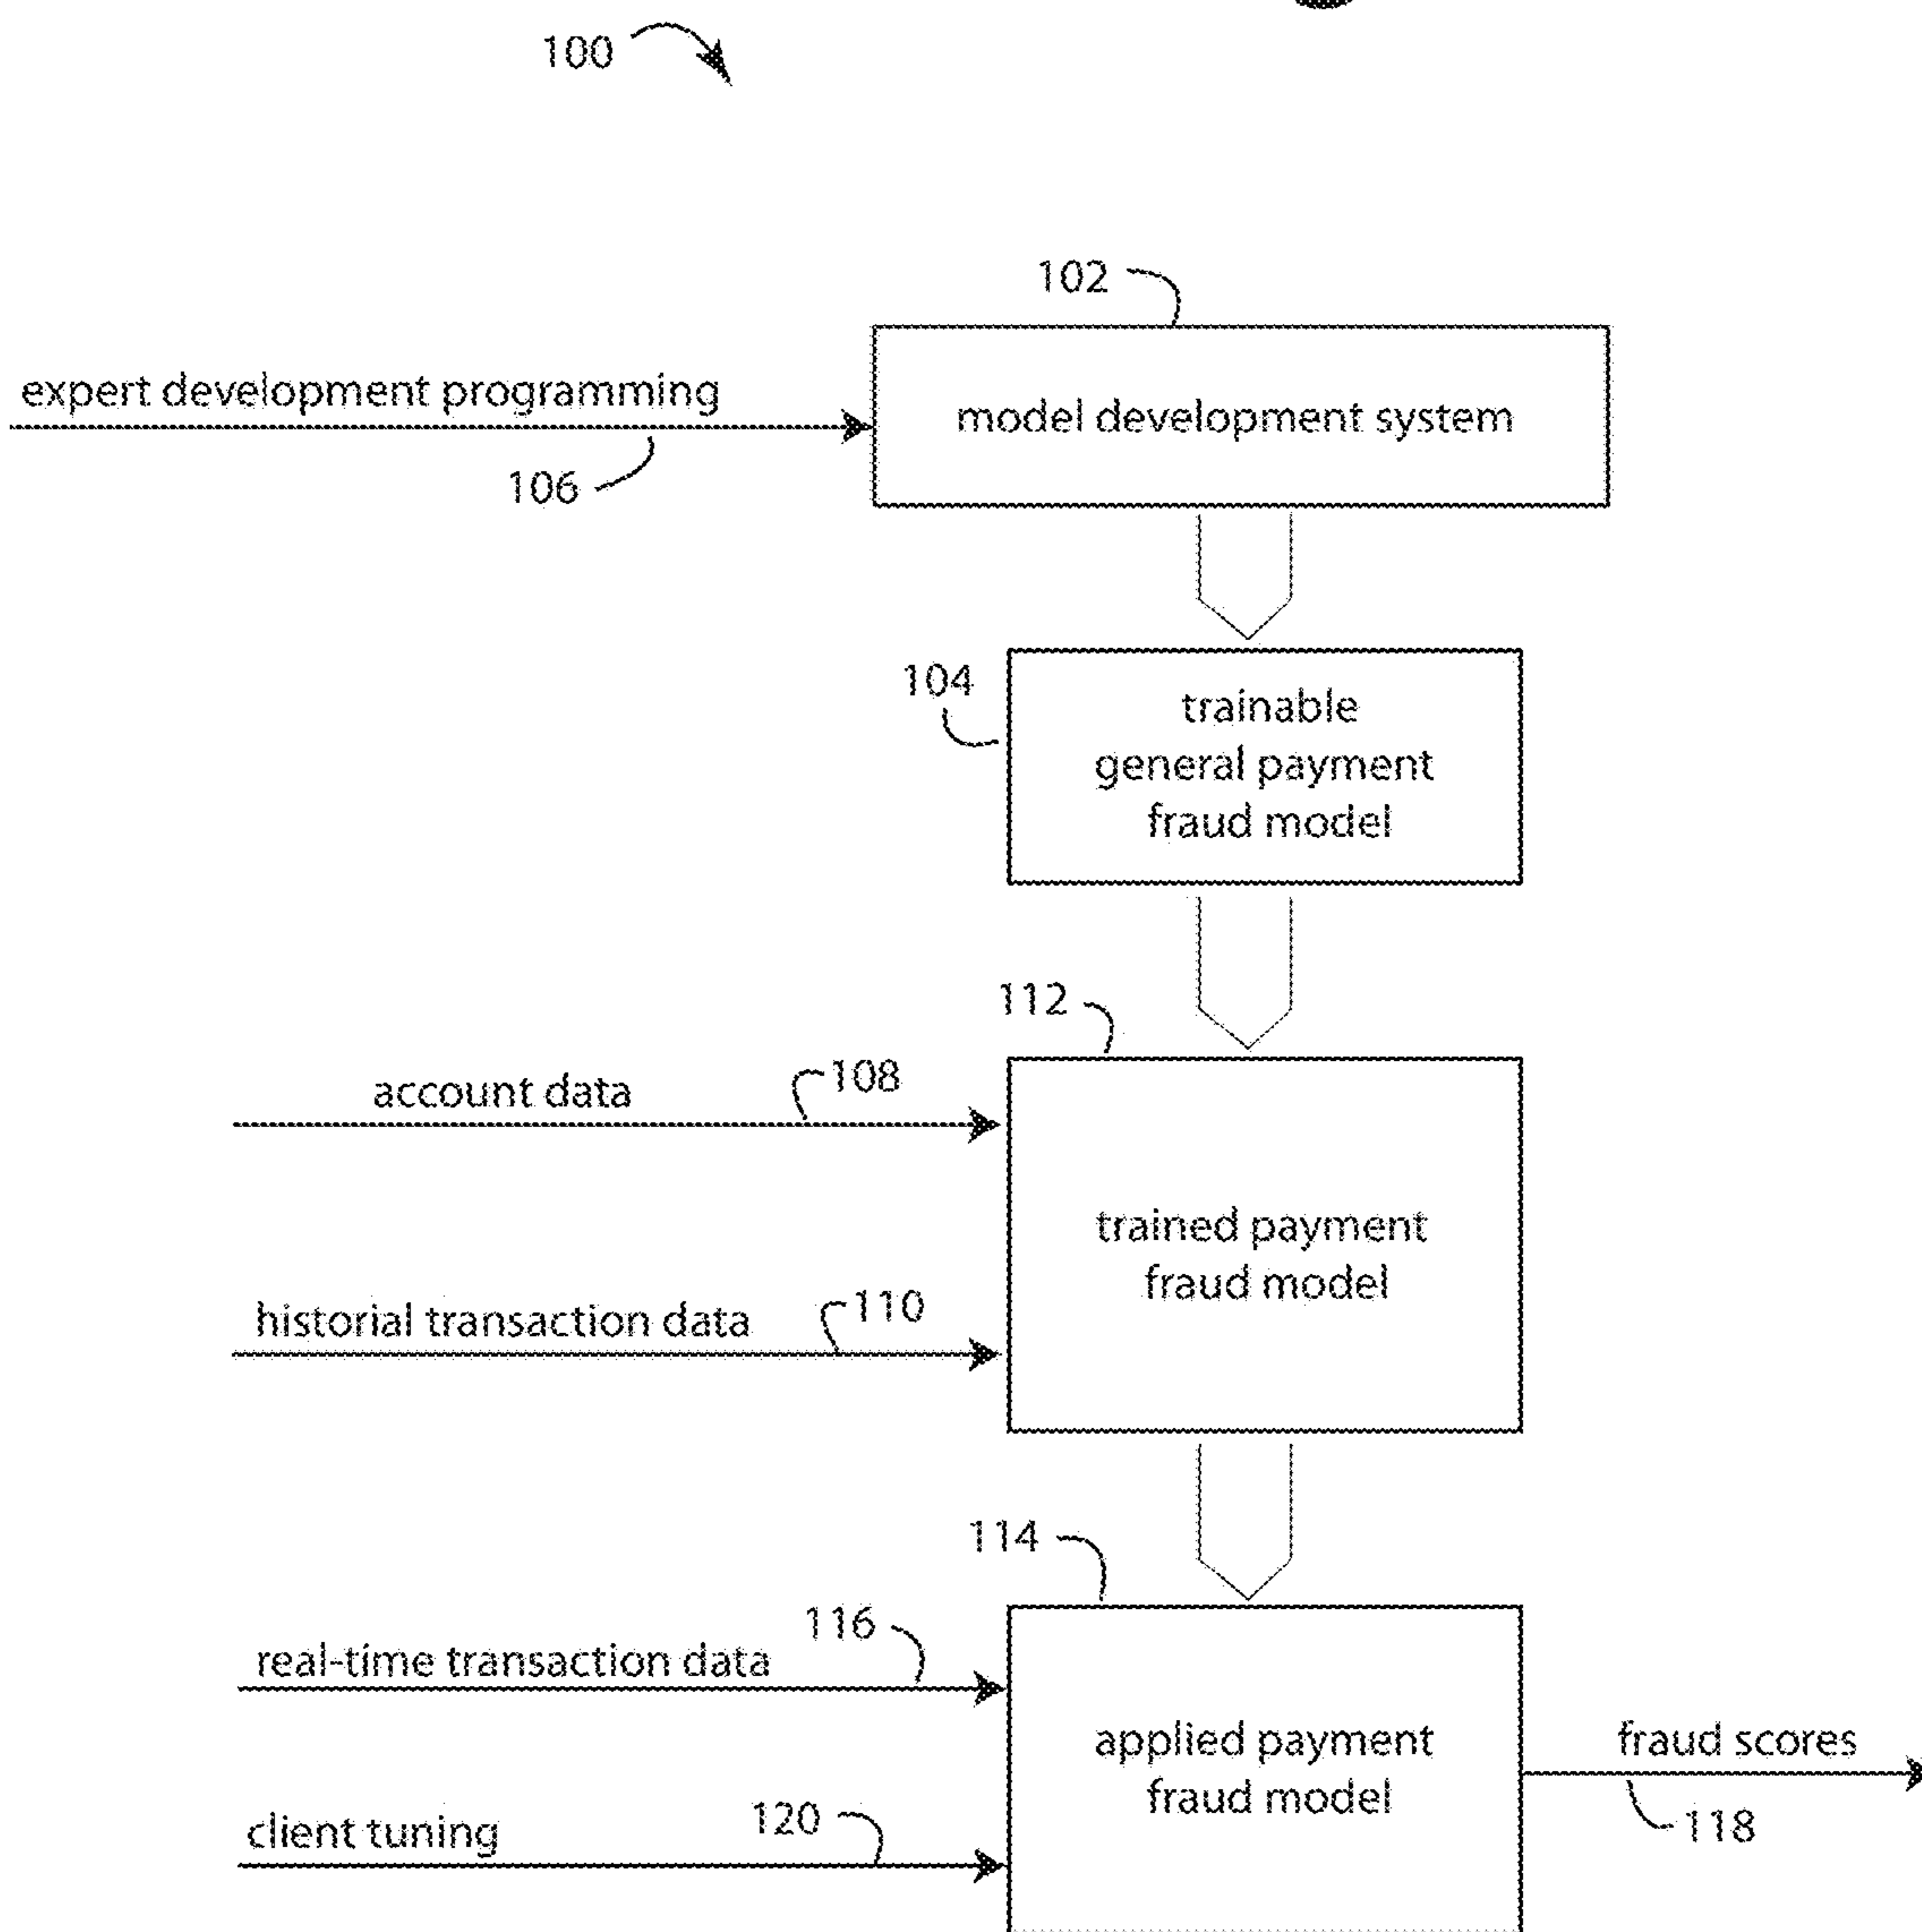 100
102
expert development programming
model development system
106
104
trainable
general payment
fraud model
112
account data
108
trained payment
fraud model
historial transaction data
110
114
116
real-time transaction data
applied payment
fraud model
fraud scores
118
client tuning
120